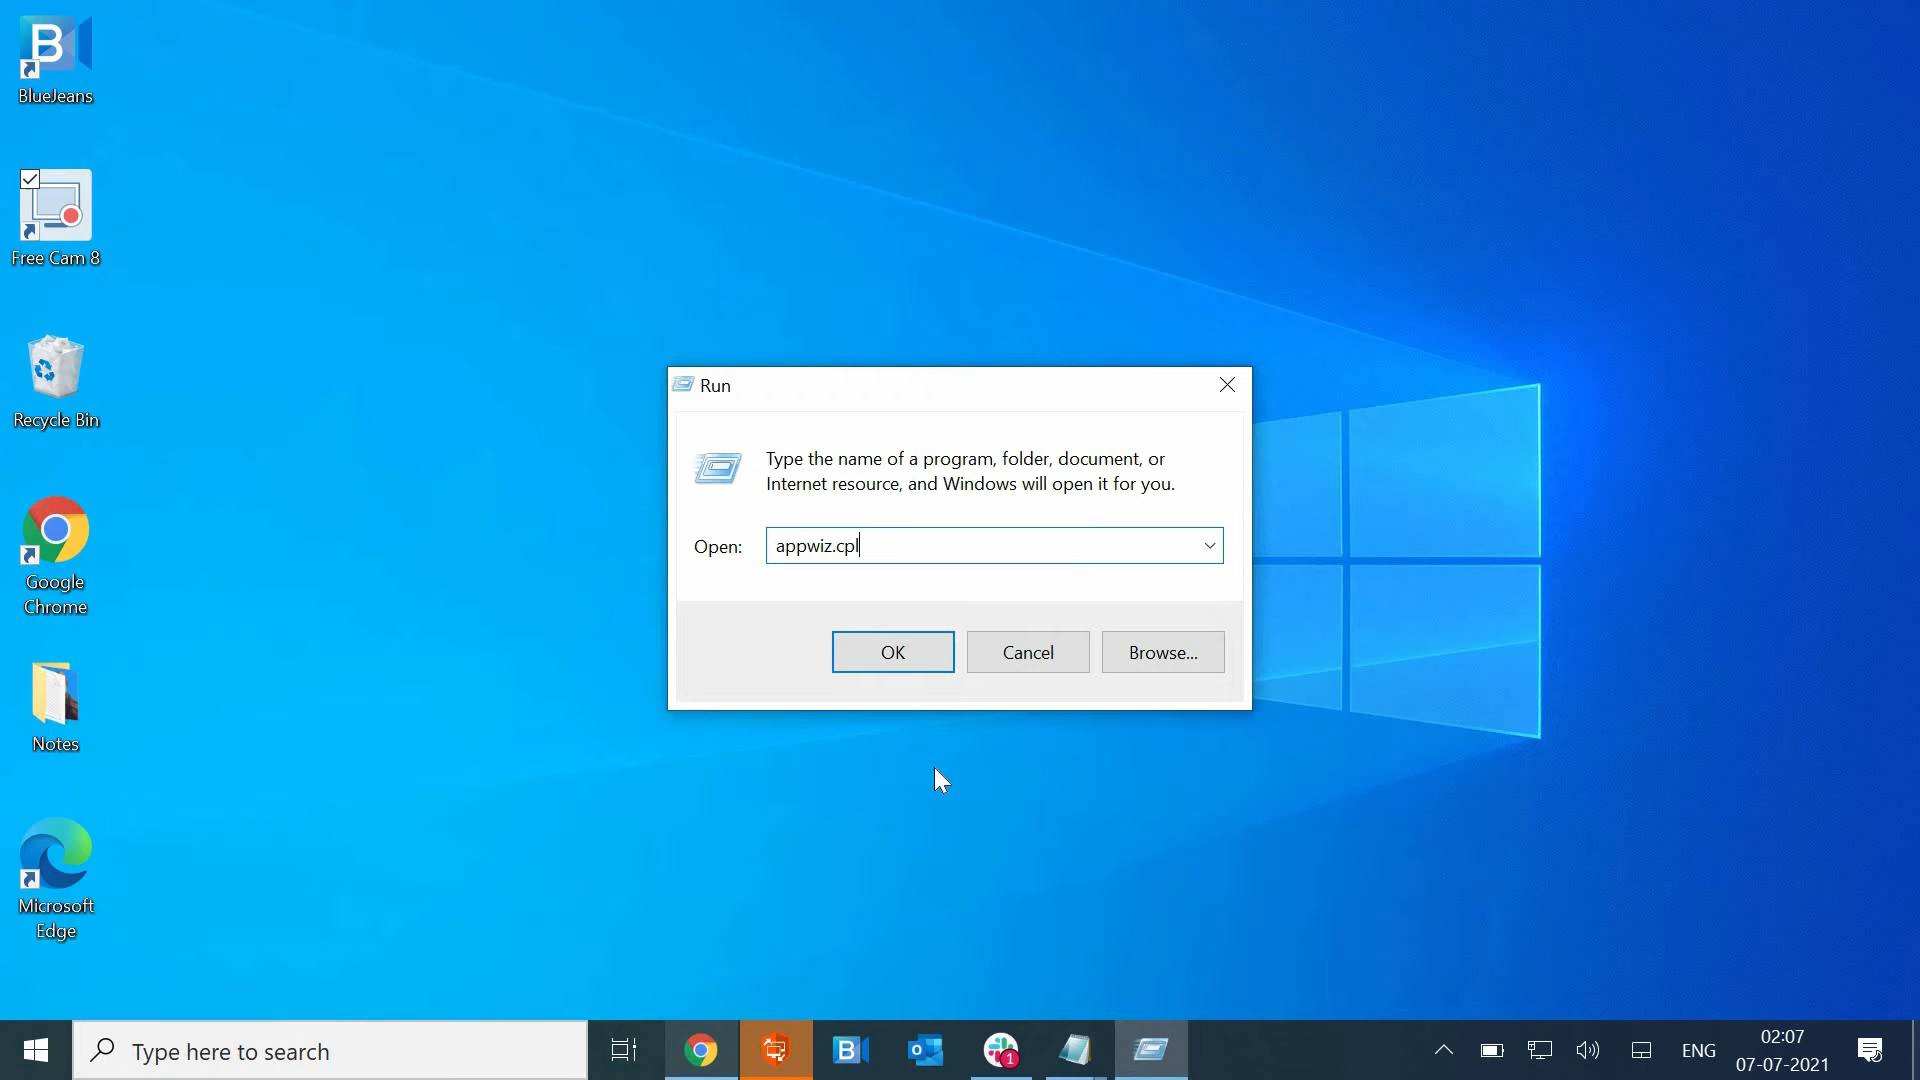 BlueJeans
Free Cam 8
Recycle Bin
Google
Chrome
Notes
Microsoft
Edge
Run
Type the name of a program, folder, document, or
Internet resource, and Windows will open it for you.
Open: appwiz.cpl
OK Cancel Browse...
Type here to search
1
ENG
02:07
07-07-2021